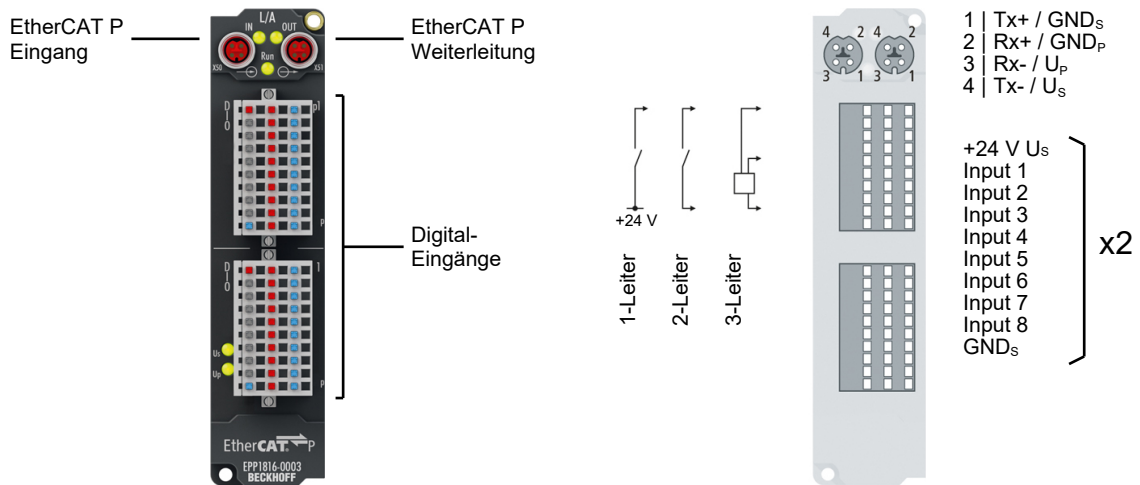 EtherCAT P
Eingang
L/A
IN
OUT
X50
X51
Run
EtherCAT P
Weiterleitung
D
I
O
p1
P
D
I
O
1
P
Us
Up
Digital-
Eingänge
EtherCAT P
EPP1816-0003
BECKHOFF
+24 V
1-Leiter
2-Leiter
3-Leiter
4 2 4 2
3 1 3 1
1 | Tx+ / GNDS
2 | Rx+ / GNDP
3 | Rx- / UP
4 | Tx- / US
+24 V US
Input 1
Input 2
Input 3
Input 4
Input 5
Input 6
Input 7
Input 8
GNDS
x2